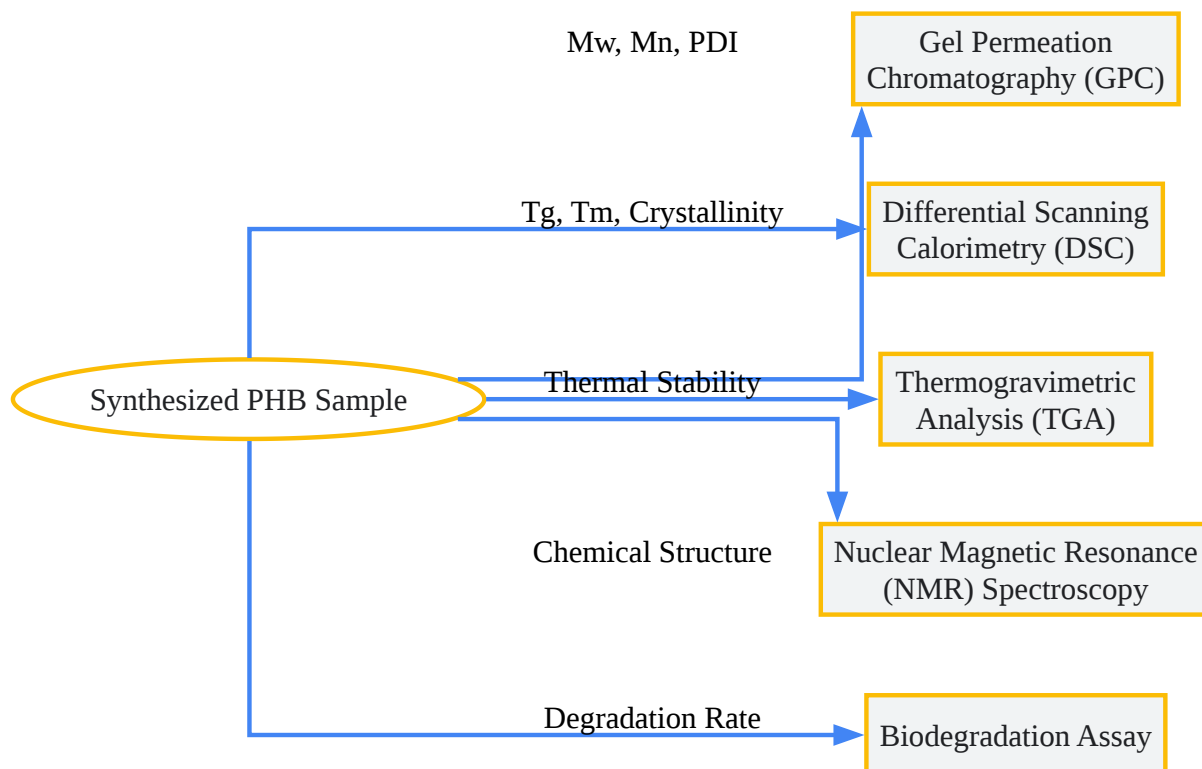 Mw, Mn, PDI
Gel Permeation
Chromatography (GPC)
Tg, Tm, Crystallinity
Differential Scanning
Calorimetry (DSC)
Synthesized PHB Sample
Thermal Stability
Thermogravimetric
Analysis (TGA)
Chemical Structure
Nuclear Magnetic Resonance
(NMR) Spectroscopy
Degradation Rate
Biodegradation Assay